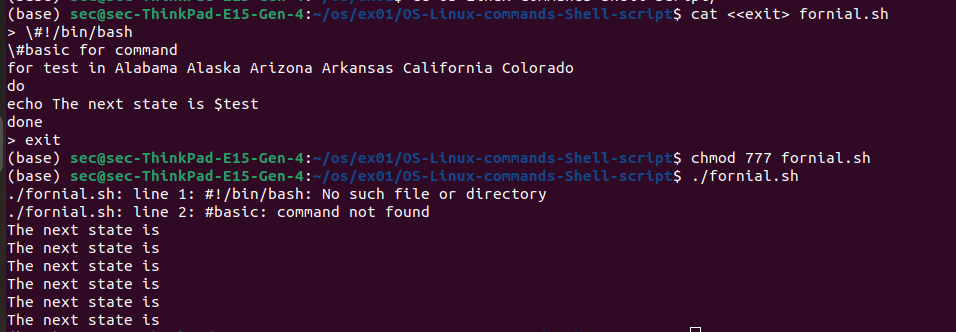 (base) sec@sec-ThinkPad-E15-Gen-4:~/os/ex01/OS-Linux-commands-Shell-script$ cat <<exit> fornial.sh
> \#!/bin/bash
\#basic for command
for test in Alabama Alaska Arizona Arkansas California Colorado
do
echo The next state is $test
done
> exit
(base) sec@sec-ThinkPad-E15-Gen-4:~/os/ex01/OS-Linux-commands-Shell-script$ chmod 777 fornial.sh
(base) sec@sec-ThinkPad-E15-Gen-4:~/os/ex01/OS-Linux-commands-Shell-script$ ./fornial.sh
./fornial.sh: line 1: #!/bin/bash: No such file or directory
./fornial.sh: line 2: #basic: command not found
The next state is
The next state is
The next state is
The next state is
The next state is
The next state is